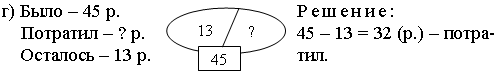 г) Было – 45 р.
Потратил – ? р.
Осталось – 13 р.
13
?
45
Решение:
45 – 13 = 32 (р.) – потра-
тил.